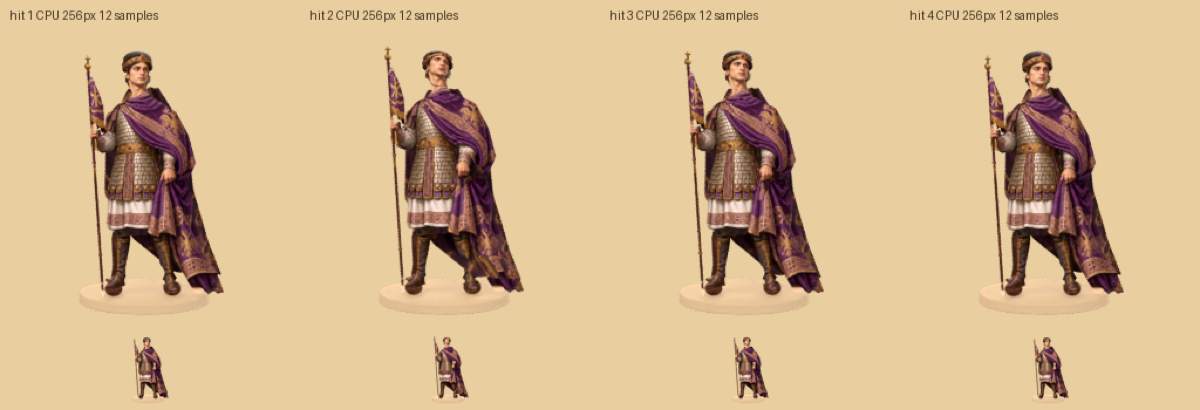 hit 1 CPU 256px 12 samples
hit 2 CPU 256px 12 samples
hit 3 CPU 256px 12 samples
hit 4 CPU 256px 12 samples